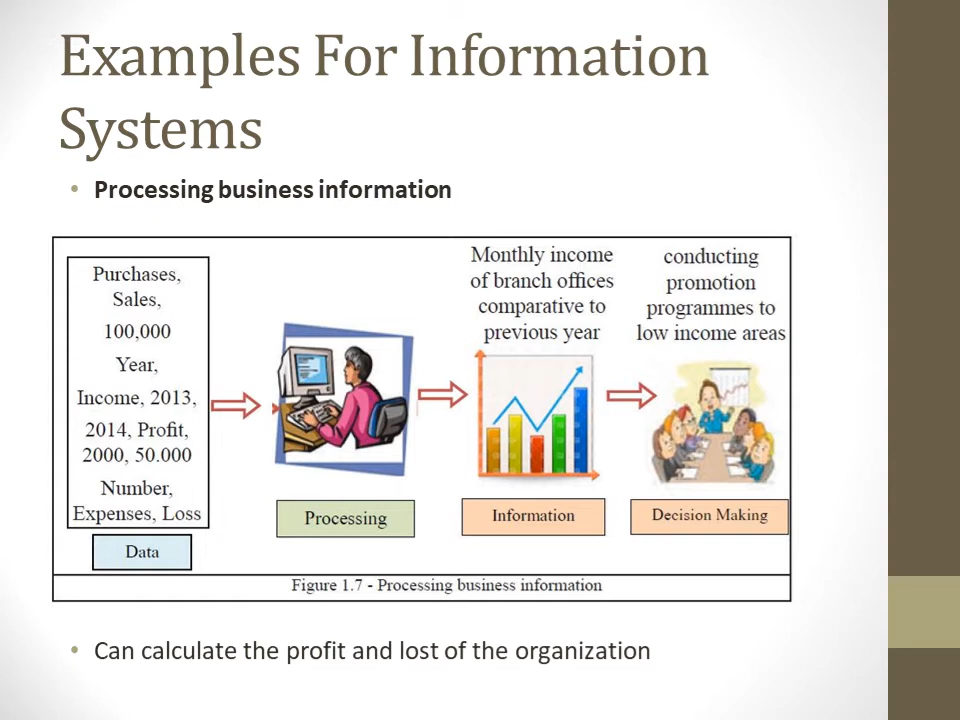 Examples For Information
Systems
• Processing business information
Purchases,
Sales,
100,000
Year,
Income, 2013,
2014, Profit,
2000, 50.000
Number,
Expenses, Loss
Data
Processing
Monthly income
of branch offices
comparative to
previous year
Information
conducting
promotion
programmes to
low income areas
Decision Making
Figure 1.7 - Processing business information
• Can calculate the profit and lost of the organization